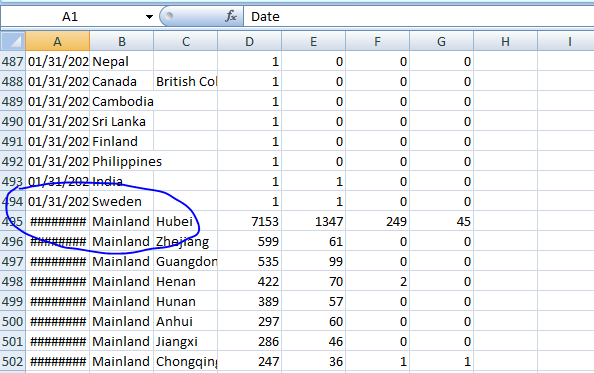 A1 fx Date
A B C D E F G H I
487 01/31/202 Nepal 1 0 0 0
488 01/31/202 Canada British Col 1 0 0 0
489 01/31/202 Cambodia 1 0 0 0
490 01/31/202 Sri Lanka 1 0 0 0
491 01/31/202 Finland 1 0 0 0
492 01/31/202 Philippines 1 0 0 0
493 01/31/202 India 1 1 0 0
494 01/31/202 Sweden 1 1 0 0
495 ######## Mainland Hubei 7153 1347 249 45
496 ######## Mainland Zhejiang 599 61 0 0
497 ######## Mainland Guangdon 535 99 0 0
498 ######## Mainland Henan 422 70 2 0
499 ######## Mainland Hunan 389 57 0 0
500 ######## Mainland Anhui 297 60 0 0
501 ######## Mainland Jiangxi 286 46 0 0
502 ######## Mainland Chongqing 247 36 1 1